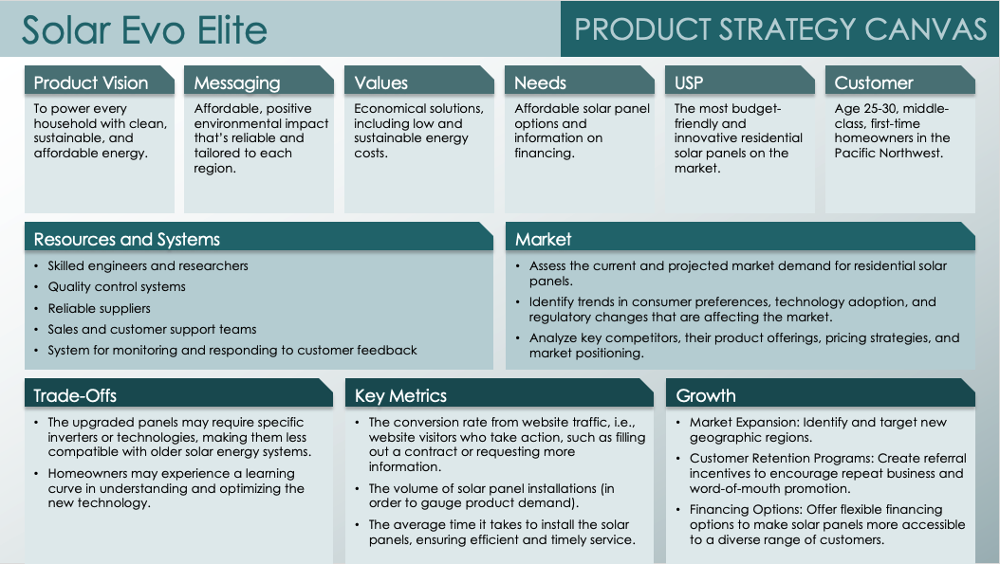 Solar Evo Elite
PRODUCT STRATEGY CANVAS
Product Vision
To power every
household with clean,
sustainable, and
affordable energy.
Messaging
Affordable, positive
environmental impact
that's reliable and
tailored to each
region.
Values
Economical solutions,
including low and
sustainable energy
costs.
Needs
Affordable solar panel
options and
information on
financing.
USP
The most budget-
friendly and
innovative residential
solar panels on the
market.
Customer
Age 25-30, middle-
class, first-time
homeowners in the
Pacific Northwest.
Resources and Systems
• Skilled engineers and researchers
• Quality control systems
• Reliable suppliers
• Sales and customer support teams
• System for monitoring and responding to customer feedback
Market
• Assess the current and projected market demand for residential solar
panels.
• Identify trends in consumer preferences, technology adoption, and
regulatory changes that are affecting the market.
• Analyze key competitors, their product offerings, pricing strategies, and
market positioning.
Trade-Offs
• The upgraded panels may require specific
inverters or technologies, making them less
compatible with older solar energy systems.
• Homeowners may experience a learning
curve in understanding and optimizing the
new technology.
Key Metrics
• The conversion rate from website traffic, i.e.,
website visitors who take action, such as filling
out a contract or requesting more
information.
• The volume of solar panel installations (in
order to gauge product demand).
• The average time it takes to install the solar
panels, ensuring efficient and timely service.
Growth
• Market Expansion: Identify and target new
geographic regions.
• Customer Retention Programs: Create referral
incentives to encourage repeat business and
word-of-mouth promotion.
• Financing Options: Offer flexible financing
options to make solar panels more accessible
to a diverse range of customers.